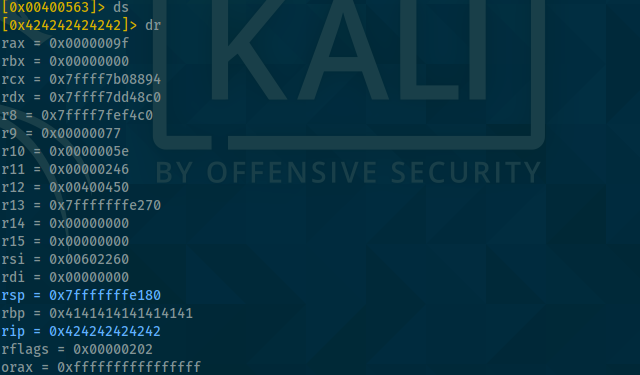 [0x00400563]> ds
[0x424242424242]> dr
rax = 0x0000009f
rbx = 0x00000000
rcx = 0x7ffff7b08894
rdx = 0x7ffff7dd48c0
r8 = 0x7ffff7fef4c0
r9 = 0x00000077
r10 = 0x0000005e
r11 = 0x00000246
r12 = 0x00400450
r13 = 0x7fffffffe270
r14 = 0x00000000
r15 = 0x00000000
rsi = 0x00602260
rdi = 0x00000000
rsp = 0x7fffffffe180
rbp = 0x4141414141414141
rip = 0x424242424242
rflags = 0x00000202
orax = 0xffffffffffffffff
KALI
BY OFFENSIVE SECURITY